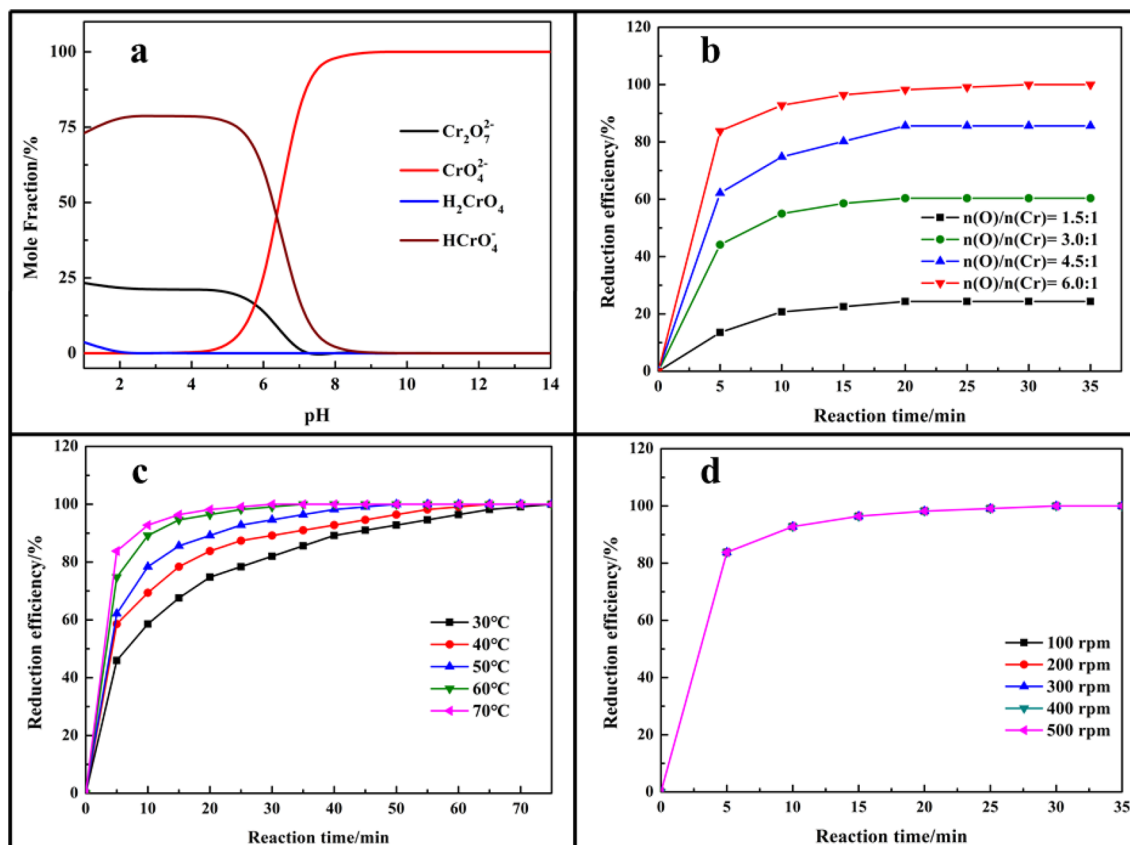 a
100
75
50
25
0
Mole Fraction/%
Cr₂O₇²⁻
CrO₄²⁻
H₂CrO₄
HCrO₄⁻
2 4 6 8 10 12 14
pH
b
120
100
80
60
40
20
0
Reduction efficiency/%
n(O)/n(Cr)= 1.5:1
n(O)/n(Cr)= 3.0:1
n(O)/n(Cr)= 4.5:1
n(O)/n(Cr)= 6.0:1
0 5 10 15 20 25 30 35
Reaction time/min
c
120
100
80
60
40
20
0
Reduction efficiency/%
30°C
40°C
50°C
60°C
70°C
0 10 20 30 40 50 60 70
Reaction time/min
d
120
100
80
60
40
20
0
Reduction efficiency/%
100 rpm
200 rpm
300 rpm
400 rpm
500 rpm
0 5 10 15 20 25 30 35
Reaction time/min